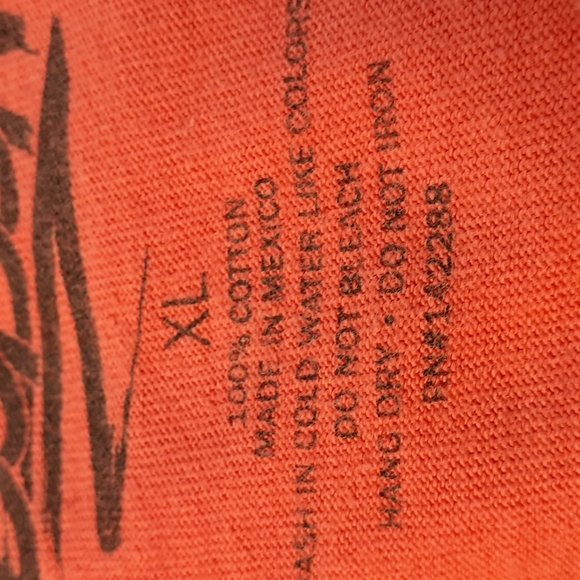 XL
100% COTTON
MADE IN MEXICO
ASH IN COLD WATER LIKE COLORS
DO NOT BLEACH
HANG DRY • DO NOT IRON
RN#142288